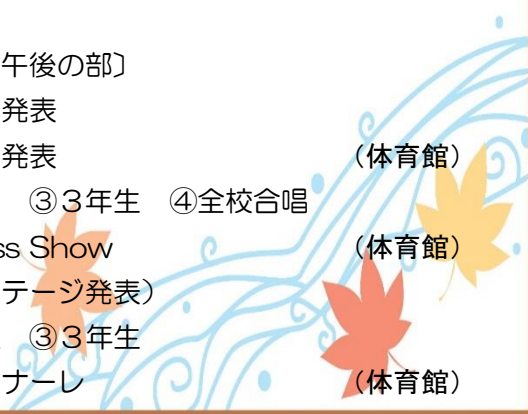 午後の部〕
発表
発表 （体育館）
③３年生 ④全校合唱
ss Show （体育館）
テージ発表）
③３年生
ナーレ （体育館）